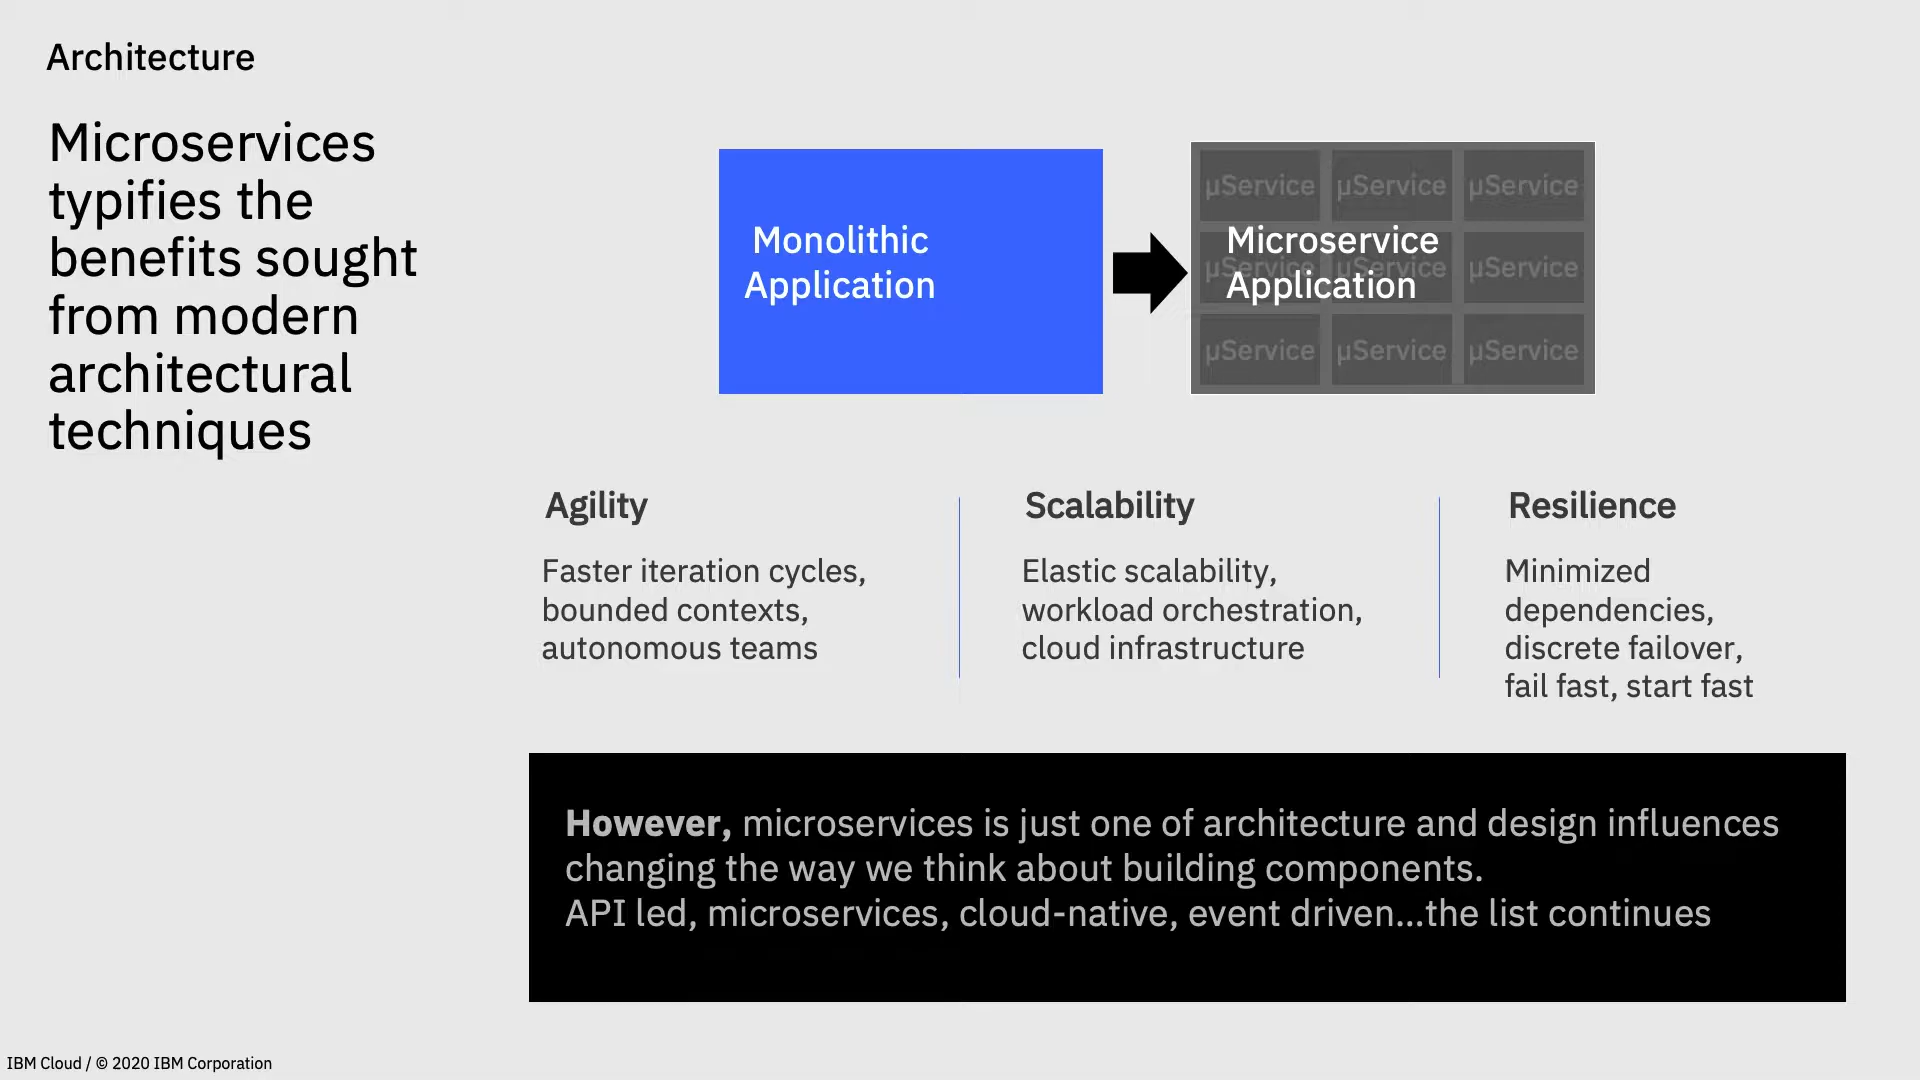 Architecture
Microservices
typifies the
benefits sought
from modern
architectural
techniques
Monolithic
Application
µService µService µService
Microservice
Application
µService µService µService
µService µService µService
Agility
Faster iteration cycles,
bounded contexts,
autonomous teams
Scalability
Elastic scalability,
workload orchestration,
cloud infrastructure
Resilience
Minimized
dependencies,
discrete failover,
fail fast, start fast
However, microservices is just one of architecture and design influences
changing the way we think about building components.
API led, microservices, cloud-native, event driven...the list continues
IBM Cloud / © 2020 IBM Corporation